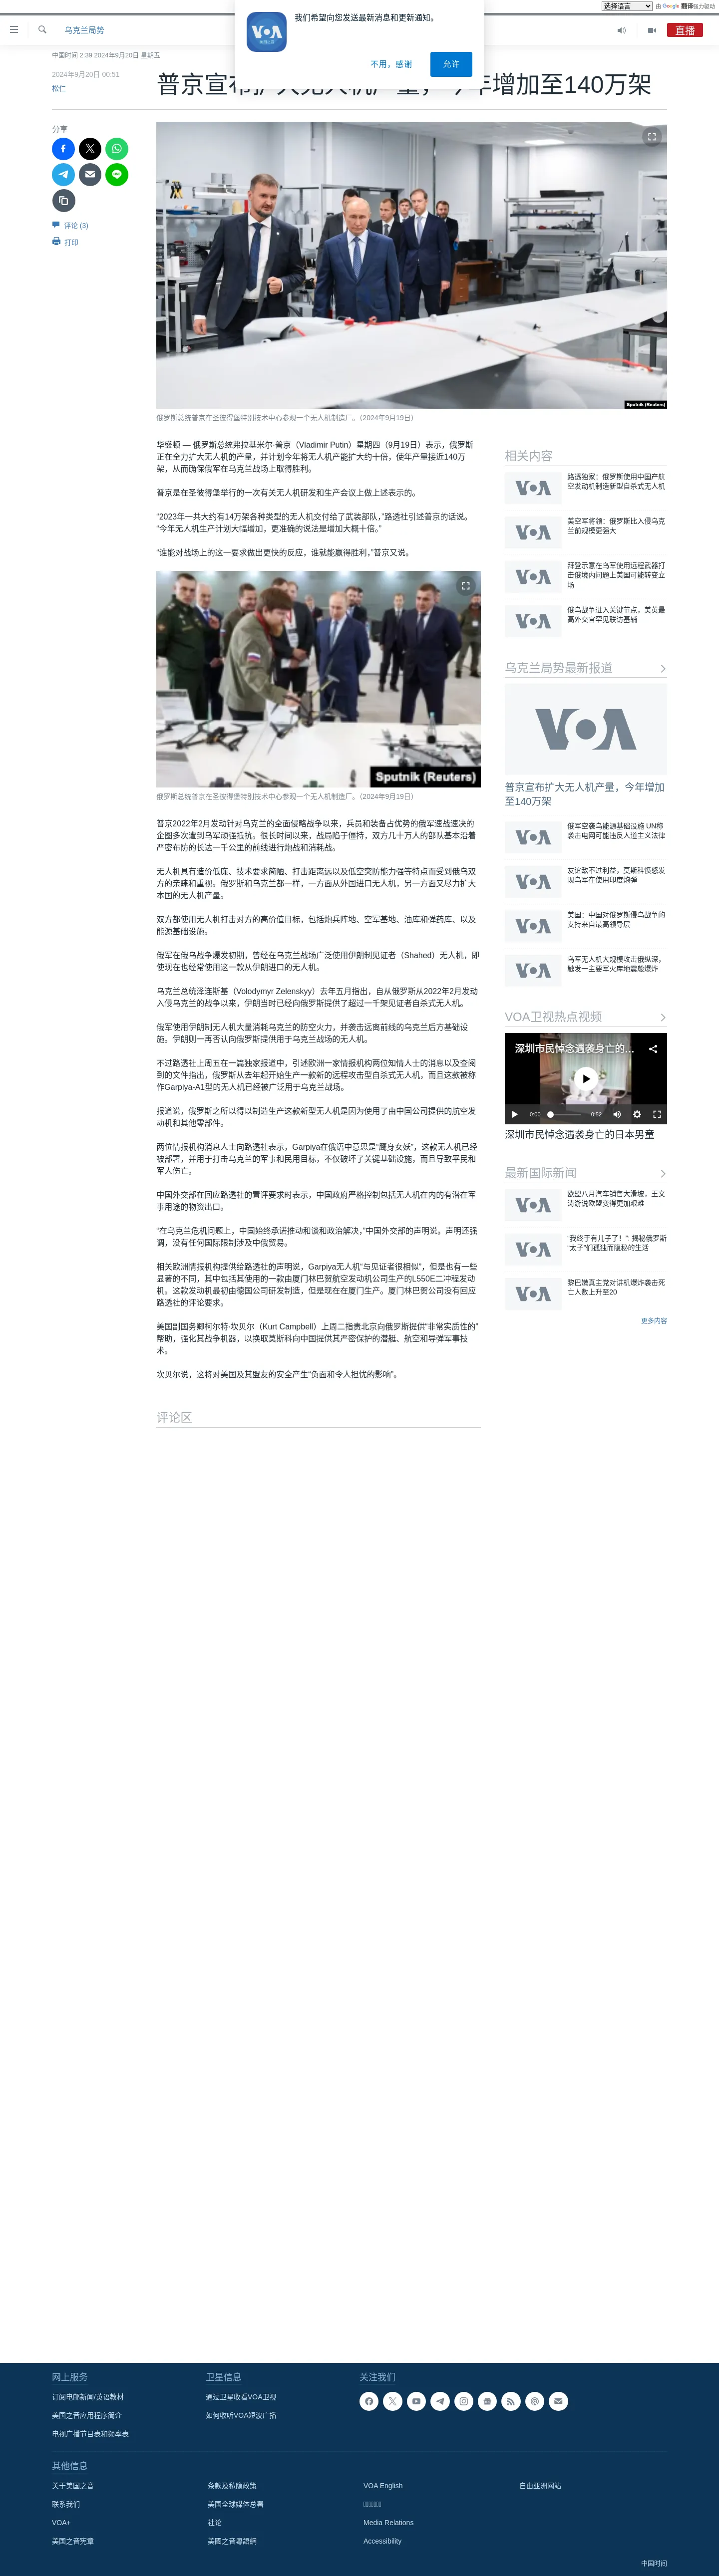 选择语言
由 Google 翻译强力驱动
乌克兰局势
直播
VOA
我们希望向您发送最新消息和更新通知。
不用，感谢
允许
中国时间 2:39 2024年9月20日 星期五
2024年9月20日 00:51
松仁
分享
评论 (3)
打印
Sputnik (Reuters)
俄罗斯总统普京在圣彼得堡特别技术中心参观一个无人机制造厂。（2024年9月19日）
华盛顿 — 俄罗斯总统弗拉基米尔·普京（Vladimir Putin）星期四（9月19日）表示，俄罗斯
正在全力扩大无人机的产量，并计划今年将无人机产能扩大约十倍，使年产量接近140万
架，从而确保俄军在乌克兰战场上取得胜利。
普京是在圣彼得堡举行的一次有关无人机研发和生产会议上做上述表示的。
“2023年一共大约有14万架各种类型的无人机交付给了武装部队，”路透社引述普京的话说。
“今年无人机生产计划大幅增加，更准确的说法是增加大概十倍。”
“谁能对战场上的这一要求做出更快的反应，谁就能赢得胜利，”普京又说。
Sputnik (Reuters)
俄罗斯总统普京在圣彼得堡特别技术中心参观一个无人机制造厂。（2024年9月19日）
普京2022年2月发动针对乌克兰的全面侵略战争以来，兵员和装备占优势的俄军速战速决的
企图多次遭到乌军顽强抵抗。很长时间以来，战局陷于僵持，双方几十万人的部队基本沿着
严密布防的长达一千公里的前线进行炮战和消耗战。
无人机具有造价低廉、技术要求简陋、打击距离远以及低空突防能力强等特点而受到俄乌双
方的亲睐和重视。俄罗斯和乌克兰都一样，一方面从外国进口无人机，另一方面又尽力扩大
本国的无人机产量。
双方都使用无人机打击对方的高价值目标，包括炮兵阵地、空军基地、油库和弹药库、以及
能源基础设施。
俄军在俄乌战争爆发初期，曾经在乌克兰战场广泛使用伊朗制见证者（Shahed）无人机，即
使现在也经常使用这一款从伊朗进口的无人机。
乌克兰总统泽连斯基（Volodymyr Zelenskyy）去年五月指出，自从俄罗斯从2022年2月发动
入侵乌克兰的战争以来，伊朗当时已经向俄罗斯提供了超过一千架见证者自杀式无人机。
俄军使用伊朗制无人机大量消耗乌克兰的防空火力，并袭击远离前线的乌克兰后方基础设
施。伊朗则一再否认向俄罗斯提供用于乌克兰战场的无人机。
不过路透社上周五在一篇独家报道中，引述欧洲一家情报机构两位知情人士的消息以及查阅
到的文件指出，俄罗斯从去年起开始生产一款新的远程攻击型自杀式无人机，而且这款被称
作Garpiya-A1型的无人机已经被广泛用于乌克兰战场。
报道说，俄罗斯之所以得以制造生产这款新型无人机是因为使用了由中国公司提供的航空发
动机和其他零部件。
两位情报机构消息人士向路透社表示，Garpiya在俄语中意思是“鹰身女妖”，这款无人机已经
被部署，并用于打击乌克兰的军事和民用目标，不仅破坏了关键基础设施，而且导致平民和
军人伤亡。
中国外交部在回应路透社的置评要求时表示，中国政府严格控制包括无人机在内的有潜在军
事用途的物资出口。
“在乌克兰危机问题上，中国始终承诺推动和谈和政治解决，”中国外交部的声明说。声明还强
调，没有任何国际限制涉及中俄贸易。
相关欧洲情报机构提供给路透社的声明说，Garpiya无人机“与见证者很相似”，但是也有一些
显著的不同，其中包括其使用的一款由厦门林巴贺航空发动机公司生产的L550E二冲程发动
机。这款发动机最初由德国公司研发制造，但是现在在厦门生产。厦门林巴贺公司没有回应
路透社的评论要求。
美国副国务卿柯尔特·坎贝尔（Kurt Campbell）上周二指责北京向俄罗斯提供“非常实质性的”
帮助，强化其战争机器，以换取莫斯科向中国提供其严密保护的潜艇、航空和导弹军事技
术。
坎贝尔说，这将对美国及其盟友的安全产生“负面和令人担忧的影响”。
评论区
相关内容
路透独家：俄罗斯使用中国产航
空发动机制造新型自杀式无人机
美空军将领：俄罗斯比入侵乌克
兰前规模更强大
拜登示意在乌军使用远程武器打
击俄境内问题上美国可能转变立
场
俄乌战争进入关键节点，美英最
高外交官罕见联访基辅
乌克兰局势最新报道
普京宣布扩大无人机产量，今年增加
至140万架
俄军空袭乌能源基础设施 UN称
袭击电网可能违反人道主义法律
友谊敌不过利益，莫斯科愤怒发
现乌军在使用印度炮弹
美国：中国对俄罗斯侵乌战争的
支持来自最高领导层
乌军无人机大规模攻击俄纵深，
触发一主要军火库地震般爆炸
VOA卫视热点视频
深圳市民悼念遇袭身亡的…
0:00
0:52
深圳市民悼念遇袭身亡的日本男童
最新国际新闻
欧盟八月汽车销售大滑坡，王文
涛游说欧盟变得更加艰难
“我终于有儿子了！”: 揭秘俄罗斯
“太子”们孤独而隐秘的生活
黎巴嫩真主党对讲机爆炸袭击死
亡人数上升至20
更多内容
网上服务
订阅电邮新闻/英语教材
美国之音应用程序简介
电视广播节目表和频率表
卫星信息
通过卫星收看VOA卫视
如何收听VOA短波广播
关注我们
其他信息
关于美国之音
联系我们
VOA+
美国之音宪章
条款及私隐政策
美国全球媒体总署
社论
美國之音粵語網
VOA English
Media Relations
Accessibility
自由亚洲网站
中国时间